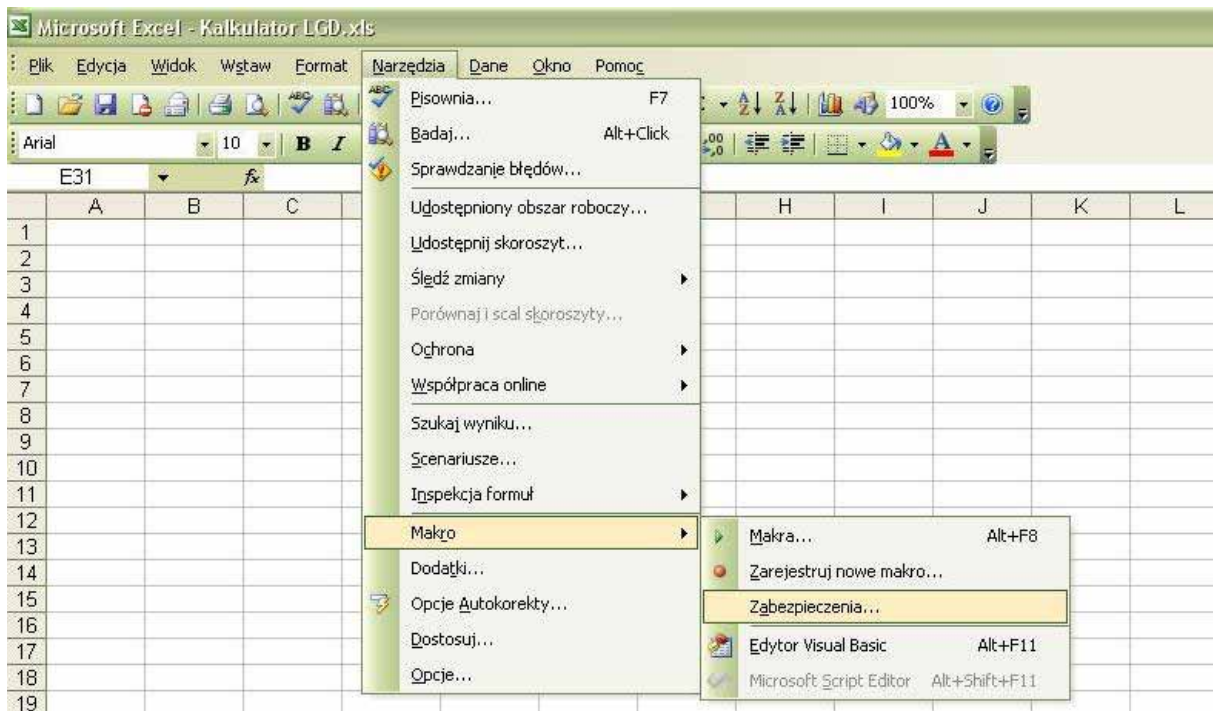 Microsoft Excel - Kalkulator LGD.xls
Plik Edycja Widok Wstaw Format Narzędzia Dane Okno Pomoc
100%
Arial 10 B I
E31 fx
A B C H I J K L
1
2
3
4
5
6
7
8
9
10
11
12
13
14
15
16
17
18
19
Pisownia... F7
Badaj... Alt+Click
Sprawdzanie błędów...
Udostępniony obszar roboczy...
Udostępnij skoroszyt...
Śledź zmiany
Porównaj i scal skoroszyty...
Ochrona
Współpraca online
Szukaj wyniku...
Scenariusze...
Inspekcja formuł
Makro
Dodatki...
Opcje Autokorekty...
Dostosuj...
Opcje...
Makra... Alt+F8
Zarejestruj nowe makro...
Zabezpieczenia...
Edytor Visual Basic Alt+F11
Microsoft Script Editor Alt+Shift+F11